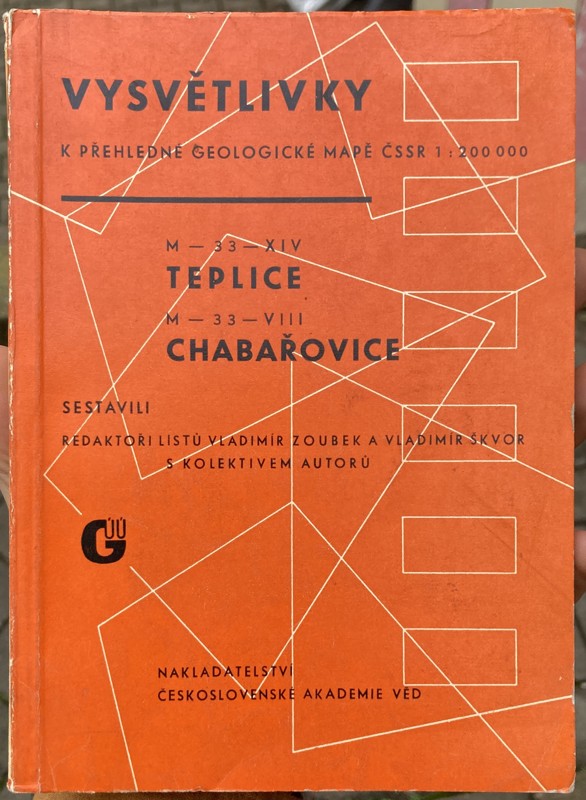 VYSVĚTLIVKY
K PŘEHLEDNÉ GEOLOGICKÉ MAPĚ ČSSR 1 : 200 000
M — 33 — XIV
TEPLICE
M — 33 — VIII
CHABAŘOVICE
SESTAVILI
REDAKTOŘI LISTŮ VLADIMÍR ZOUBEK A VLADIMÍR ŠKVOR
S KOLEKTIVEM AUTORŮ
ÚÚG
NAKLADATELSTVÍ
ČESKOSLOVENSKÉ AKADEMIE VĚD